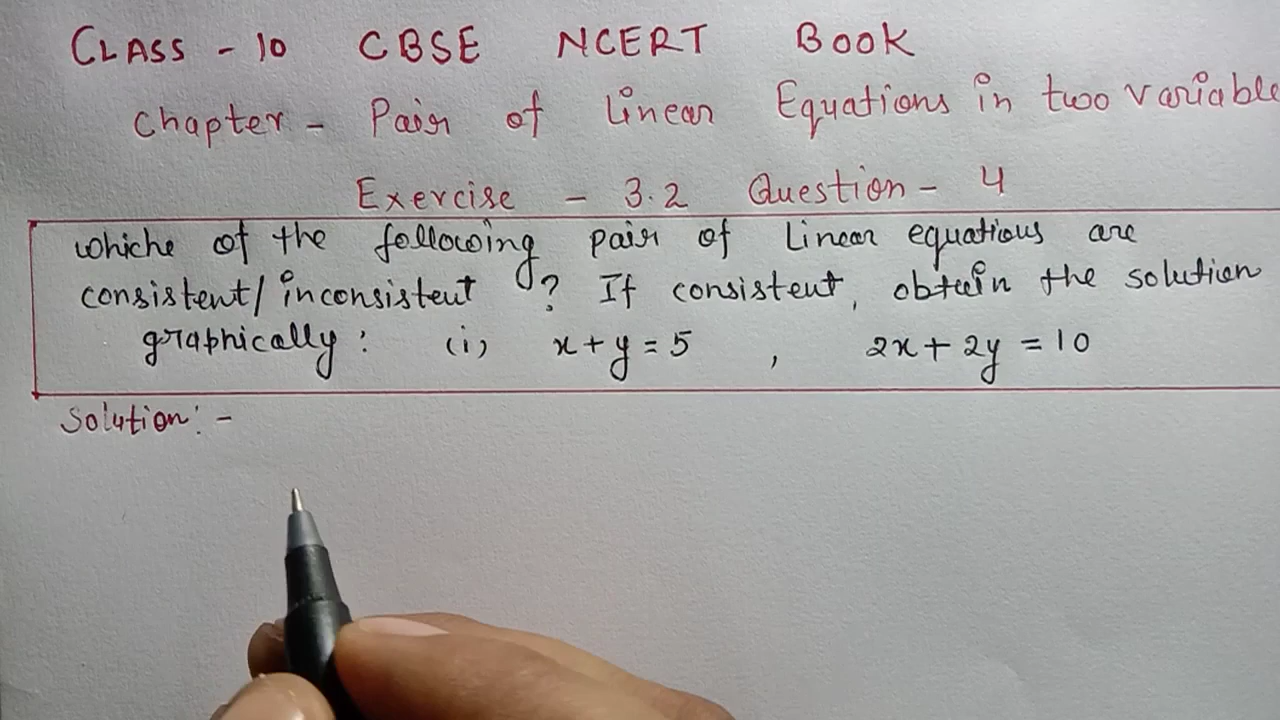 CLASS - 10 CBSE NCERT BOOK
Chapter - Pair of Linear Equations in two variable
Exercise - 3.2 Question - 4
whiche of the following pair of Linear equations are
consistent/inconsistent ? If consistent, obtain the solution
graphically: (i) x+y=5 , 2x+2y=10
Solution:-